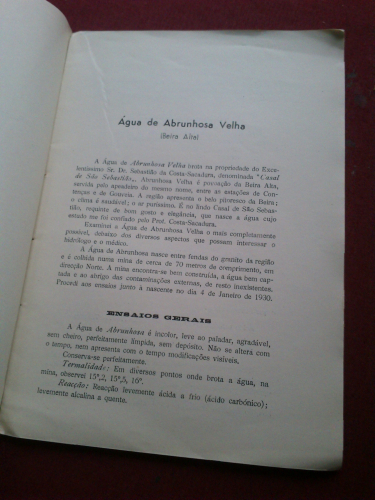 Água de Abrunhosa Velha
(Beira Alta)
A Água de Abrunhosa Velha brota na propriedade do Excelentíssimo Sr. Dr. Sebastião da Costa-Sacadura, denominada "Casal
de São Sebastião„. Abrunhosa Velha é povoação da Beira Alta,
servida pelo apeadeiro do mesmo nome, entre as estações de Contenças e de Gouveia. A região apresenta o belo pitoresco da Beira;
o clima é saudável; o ar puríssimo. É no lindo Casal de São Sebastião, requinte de bom gosto e elegância, que nasce a água cujo
estudo me foi confiado pelo Prof. Costa-Sacadura.
Examinei a Água de Abrunhosa Velha o mais completamente
possível, debaixo dos diversos aspectos que possam interessar o
hidrólogo e o médico.
A Água de Abrunhosa nasce entre fendas do granito da região
e é colhida numa mina de cerca de 70 metros de comprimento, em
direcção Norte. A mina encontra-se bem construída, a água bem captada e ao abrigo das contaminações externas, de resto inexistentes.
Procedi aos ensaios junto à nascente no dia 4 de Janeiro de 1930.
ENSAIOS GERAIS
A Água de Abrunhosa é incolor, leve ao paladar, agradável,
sem cheiro, perfeitamente límpida, sem depósito. Não se altera com
o tempo, nem apresenta com o tempo modificações visíveis.
Conserva-se perfeitamente.
Termalidade: Em diversos pontos onde brota a água, na
mina, observei 15º,2, 15º,5, 16º.
Reacção: Reacção levemente ácida a frio (ácido carbónico);
levemente alcalina a quente.